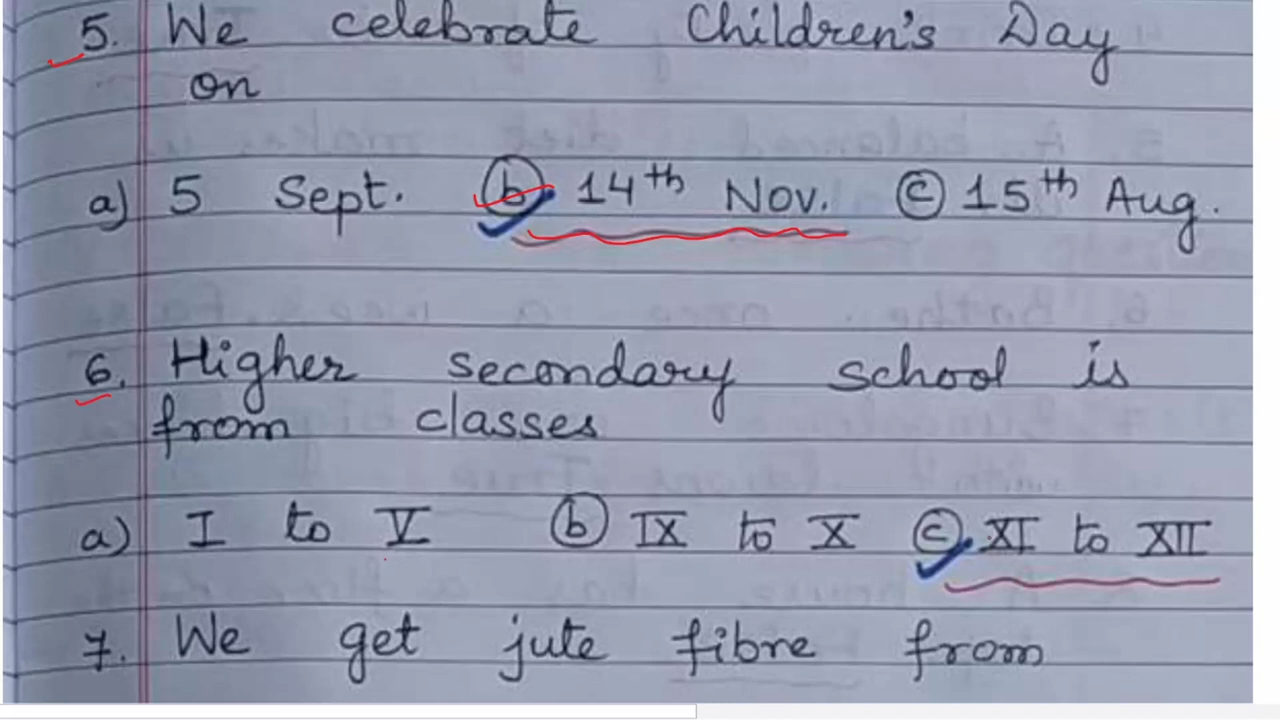 5. We celebrate Children's Day
on
a) 5 Sept. (b) 14th Nov. (c) 15th Aug.
6. Higher secondary school is
from classes
a) I to V (b) IX to X (c) XI to XII
7. We get jute fibre from